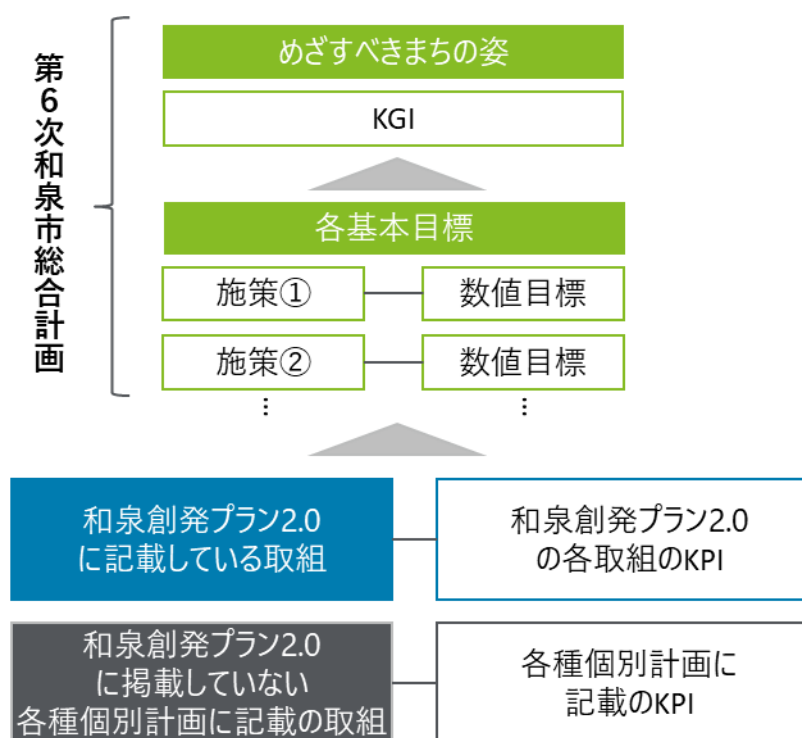 第6次和泉市総合計画
めざすべきまちの姿
KGI
各基本目標
施策①
数値目標
施策②
数値目標
…
…
和泉創発プラン2.0
に記載している取組
和泉創発プラン2.0
の各取組のKPI
和泉創発プラン2.0
に掲載していない
各種個別計画に記載の取組
各種個別計画に
記載のKPI